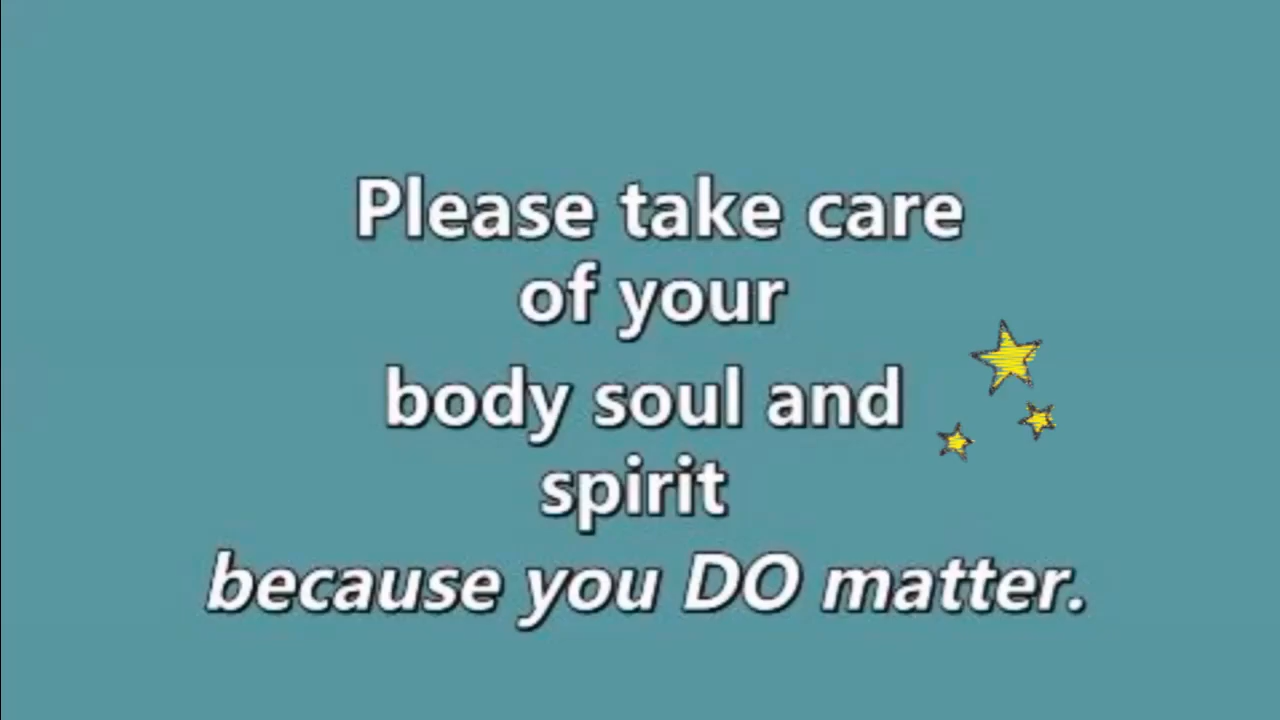 Please take care
of your
body soul and
spirit
because you DO matter.